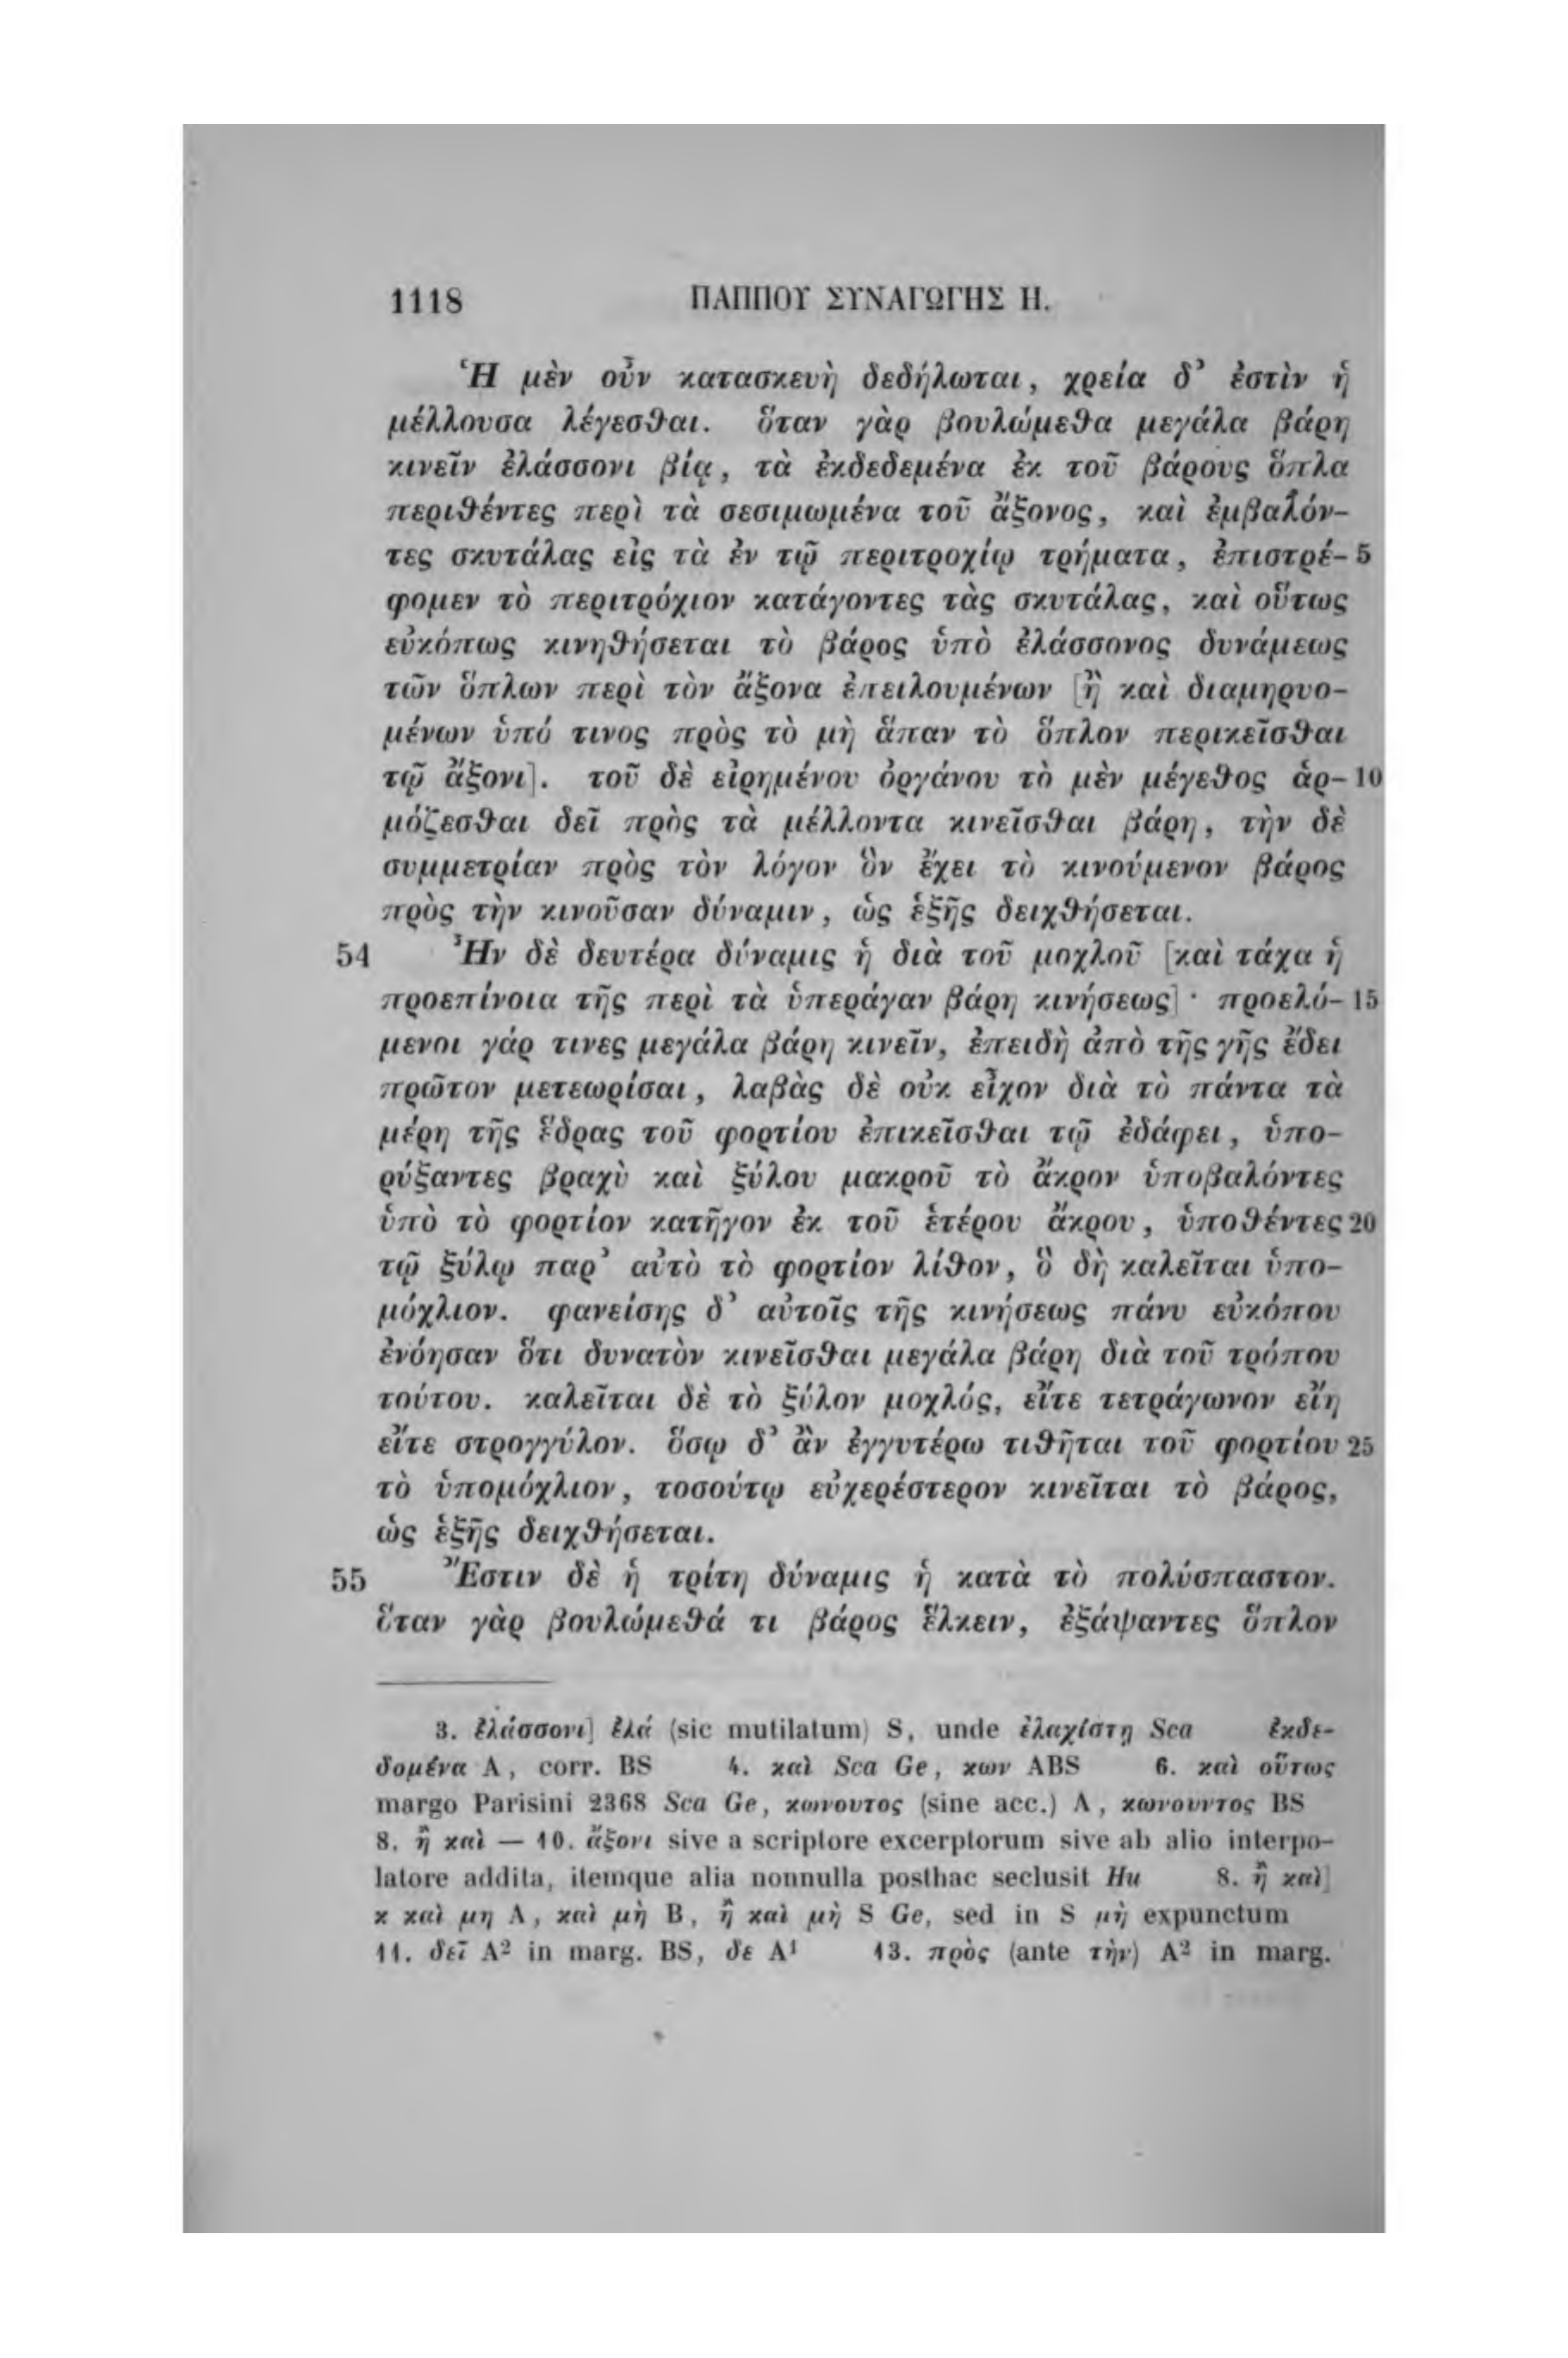 1118 ΠΑΠΠΟΥ ΣΥΝΑΓΩΓΗΣ Η.
Ἡ μὲν οὖν κατασκευὴ δεδήλωται, χρεία δ’ ἐστὶν ἡ
μέλλουσα λέγεσθαι. ὅταν γὰρ βουλώμεθα μεγάλα βάρη
κινεῖν ἐλάσσονι βίᾳ, τὰ ἐκδεδεμένα ἐκ τοῦ βάρους ὅπλα
περιθέντες περὶ τὰ σεσιμωμένα τοῦ ἄξονος, καὶ ἐμβαλόν-
τες σκυτάλας εἰς τὰ ἐν τῷ περιτροχίῳ τρήματα, ἐπιστρέ- 5
φομεν τὸ περιτρόχιον κατάγοντες τὰς σκυτάλας, καὶ οὕτως
εὐκόπως κινηθήσεται τὸ βάρος ὑπὸ ἐλάσσονος δυνάμεως
τῶν ὅπλων περὶ τὸν ἄξονα ἐπειλουμένων [ἢ καὶ διαμηρυο-
μένων ὑπό τινος πρὸς τὸ μὴ ἅπαν τὸ ὅπλον περικεῖσθαι
τῷ ἄξονι]. τοῦ δὲ εἰρημένου ὀργάνου τὸ μὲν μέγεθος ἁρ- 10
μόζεσθαι δεῖ πρὸς τὰ μέλλοντα κινεῖσθαι βάρη, τὴν δὲ
συμμετρίαν πρὸς τὸν λόγον ὃν ἔχει τὸ κινούμενον βάρος
πρὸς τὴν κινοῦσαν δύναμιν, ὡς ἑξῆς δειχθήσεται.
54 Ἦν δὲ δευτέρα δύναμις ἡ διὰ τοῦ μοχλοῦ [καὶ τάχα ἡ
προεπίνοια τῆς περὶ τὰ ὑπεράγαν βάρη κινήσεως]· προελό- 15
μενοι γάρ τινες μεγάλα βάρη κινεῖν, ἐπειδὴ ἀπὸ τῆς γῆς ἔδει
πρῶτον μετεωρίσαι, λαβὰς δὲ οὐκ εἶχον διὰ τὸ πάντα τὰ
μέρη τῆς ἕδρας τοῦ φορτίου ἐπικεῖσθαι τῷ ἐδάφει, ὑπο-
ρύξαντες βραχὺ καὶ ξύλου μακροῦ τὸ ἄκρον ὑποβαλόντες
ὑπὸ τὸ φορτίον κατῆγον ἐκ τοῦ ἑτέρου ἄκρου, ὑποθέντες 20
τῷ ξύλῳ παρ’ αὐτὸ τὸ φορτίον λίθον, ὃ δὴ καλεῖται ὑπο-
μόχλιον. φανείσης δ’ αὐτοῖς τῆς κινήσεως πάνυ εὐκόπου
ἐνόησαν ὅτι δυνατὸν κινεῖσθαι μεγάλα βάρη διὰ τοῦ τρόπου
τούτου. καλεῖται δὲ τὸ ξύλον μοχλός, εἴτε τετράγωνον εἴη
εἴτε στρογγύλον. ὅσῳ δ’ ἂν ἐγγυτέρω τιθῆται τοῦ φορτίου 25
τὸ ὑπομόχλιον, τοσούτῳ εὐχερέστερον κινεῖται τὸ βάρος,
ὡς ἑξῆς δειχθήσεται.
55 Ἔστιν δὲ ἡ τρίτη δύναμις ἡ κατὰ τὸ πολύσπαστον.
ὅταν γὰρ βουλώμεθά τι βάρος ἕλκειν, ἐξάψαντες ὅπλον
3. ἐλάσσονι] ἐλά (sic mutilatum) S, unde ἐλαχίστῃ Sca ἐκδε-
δομένα A, corr. BS 4. καὶ Sca Ge, κων ABS 6. καὶ οὕτως
margo Parisini 2368 Sca Ge, κωνουτος (sine acc.) A, κωνουντος BS
8. ἢ καὶ — 10. ἄξονι sive a scriptore excerptorum sive ab alio interpo-
latore addita, itemque alia nonnulla posthac seclusit Hu 8. ἢ καὶ]
κ καὶ μη A, καὶ μὴ B, ἢ καὶ μὴ S Ge, sed in S μὴ expunctum
11. δεῖ A² in marg. BS, δε A¹ 13. πρὸς (ante τὴν) A² in marg.